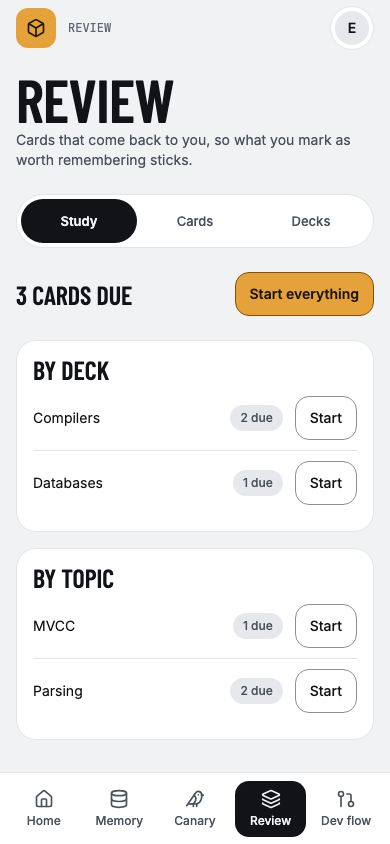 REVIEW
E
REVIEW
Cards that come back to you, so what you mark as
worth remembering sticks.
Study
Cards
Decks
3 CARDS DUE
Start everything
BY DECK
Compilers
2 due
Start
Databases
1 due
Start
BY TOPIC
MVCC
1 due
Start
Parsing
2 due
Start
Home
Memory
Canary
Review
Dev flow